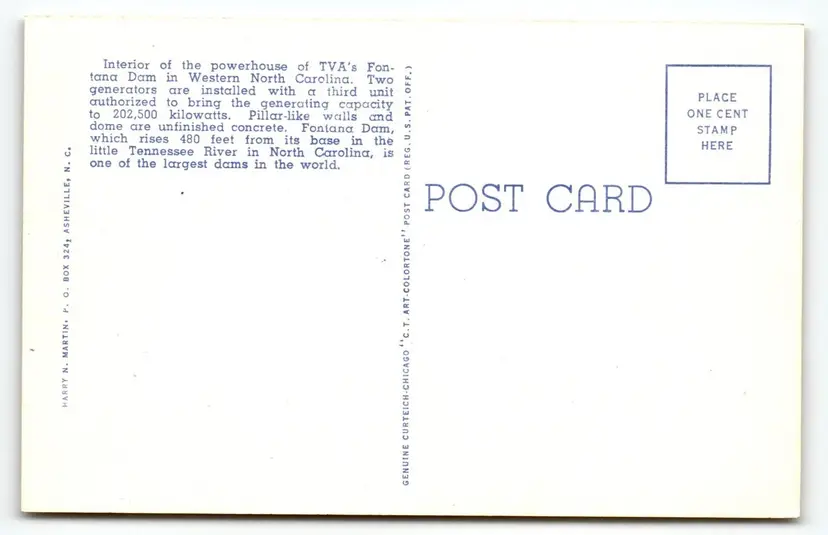 Interior of the powerhouse of TVA's Fon-
tana Dam in Western North Carolina. Two
generators are installed with a third unit
authorized to bring the generating capacity
to 202,500 kilowatts. Pillar-like walls and
dome are unfinished concrete. Fontana Dam,
which rises 480 feet from its base in the
little Tennessee River in North Carolina, is
one of the largest dams in the world.
HARRY N. MARTIN, P. O. BOX 324, ASHEVILLE, N. C.
GENUINE CURTEICH-CHICAGO "C.T. ART-COLORTONE" POST CARD (REG. U.S. PAT. OFF.)
POST CARD
PLACE
ONE CENT
STAMP
HERE